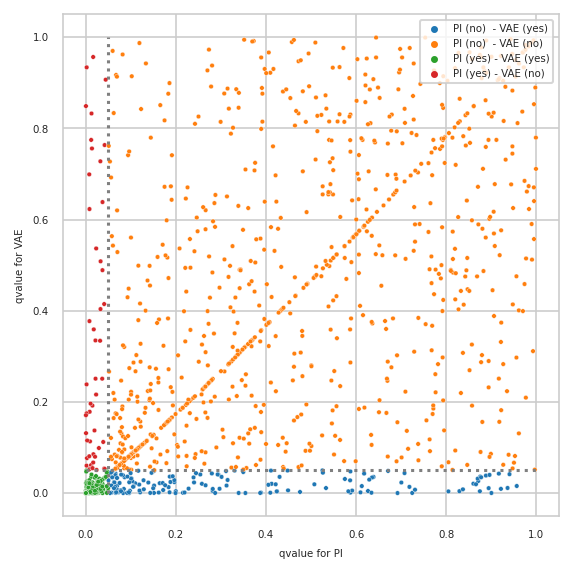 PI (no)  - VAE (yes)
PI (no)  - VAE (no)
PI (yes) - VAE (yes)
PI (yes) - VAE (no)
1.0
0.8
0.6
0.4
0.2
0.0
qvalue for VAE
0.0 0.2 0.4 0.6 0.8 1.0
qvalue for PI